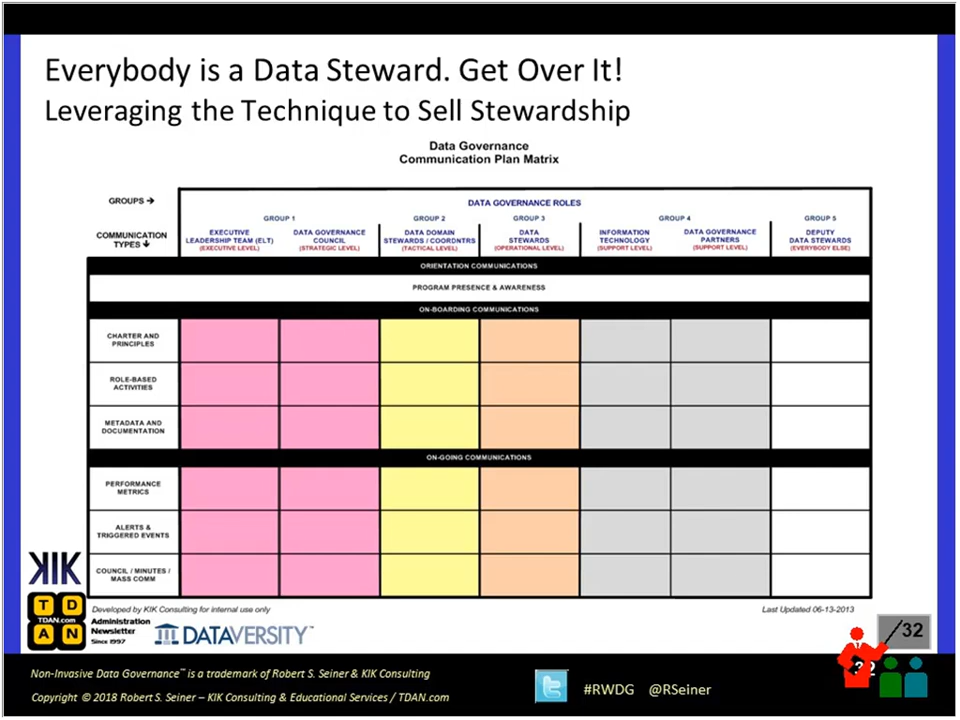 Everybody is a Data Steward. Get Over It!
Leveraging the Technique to Sell Stewardship
Data Governance
Communication Plan Matrix
GROUPS →
DATA GOVERNANCE ROLES
COMMUNICATION
TYPES ↓
GROUP 1
GROUP 2
GROUP 3
GROUP 4
GROUP 5
EXECUTIVE
LEADERSHIP TEAM (ELT)
(EXECUTIVE LEVEL)
DATA GOVERNANCE
COUNCIL
(STRATEGIC LEVEL)
DATA DOMAIN
STEWARDS / COORDNTRS
(TACTICAL LEVEL)
DATA
STEWARDS
(OPERATIONAL LEVEL)
INFORMATION
TECHNOLOGY
(SUPPORT LEVEL)
DATA GOVERNANCE
PARTNERS
(SUPPORT LEVEL)
DEPUTY
DATA STEWARDS
(EVERYBODY ELSE)
ORIENTATION COMMUNICATIONS
PROGRAM PRESENCE & AWARENESS
ON-BOARDING COMMUNICATIONS
CHARTER AND
PRINCIPLES
ROLE-BASED
ACTIVITIES
METADATA AND
DOCUMENTATION
ON-GOING COMMUNICATIONS
PERFORMANCE
METRICS
ALERTS &
TRIGGERED EVENTS
COUNCIL / MINUTES /
MASS COMM
Developed by KIK Consulting for internal use only
Last Updated 06-13-2013
KIK
T D
TDAN.com
A N
Administration
Newsletter
Since 1997
DATAVERSITY™
/32
32
Non-Invasive Data Governance™ is a trademark of Robert S. Seiner & KIK Consulting
Copyright © 2018 Robert S. Seiner – KIK Consulting & Educational Services / TDAN.com
#RWDG @RSeiner